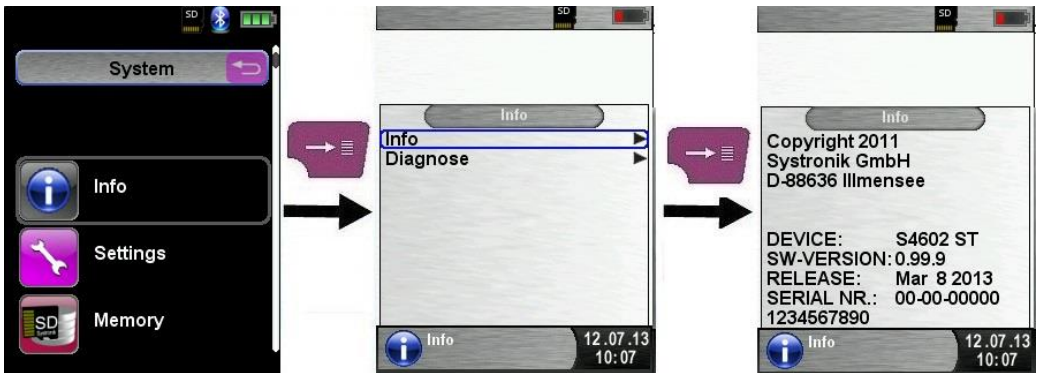 SD
System
Info
Settings
SD
Systronik
Memory
SD
Info
Info
Diagnose
Info
12.07.13
10:07
SD
Info
Copyright 2011
Systronik GmbH
D-88636 Illmensee
DEVICE: S4602 ST
SW-VERSION: 0.99.9
RELEASE: Mar 8 2013
SERIAL NR.: 00-00-00000
1234567890
Info
12.07.13
10:07